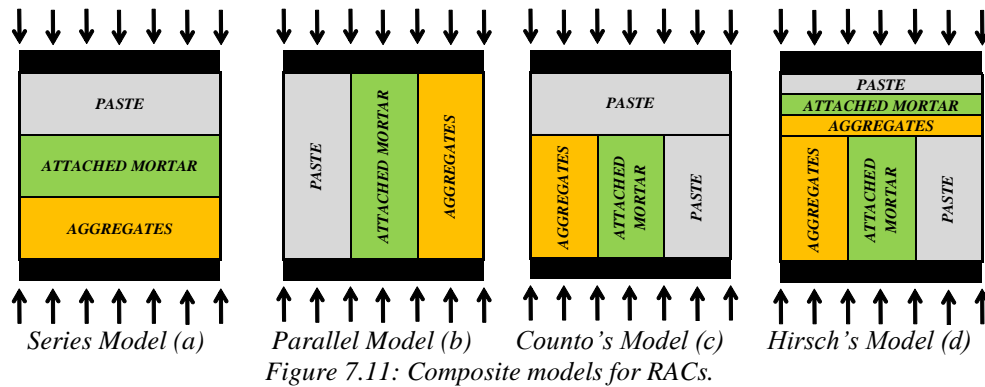 PASTE
ATTACHED MORTAR
AGGREGATES
PASTE
ATTACHED MORTAR
AGGREGATES
PASTE
AGGREGATES
ATTACHED
MORTAR
PASTE
PASTE
ATTACHED MORTAR
AGGREGATES
AGGREGATES
ATTACHED
MORTAR
PASTE
Series Model (a)
Parallel Model (b)
Counto's Model (c)
Hirsch's Model (d)
Figure 7.11: Composite models for RACs.